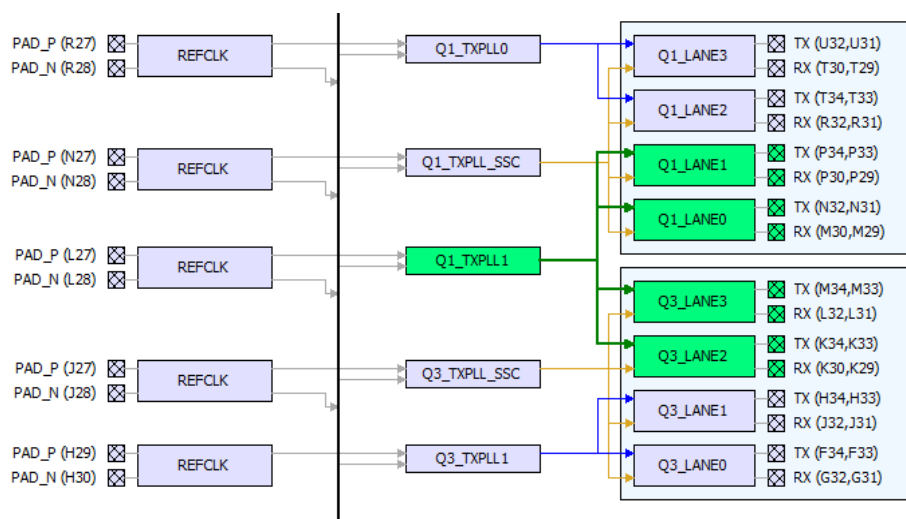 PAD_P (R27)
PAD_N (R28)
REFCLK
Q1_TXPLL0
Q1_LANE3
TX (U32,U31)
RX (T30,T29)
Q1_LANE2
TX (T34,T33)
RX (R32,R31)
PAD_P (N27)
PAD_N (N28)
REFCLK
Q1_TXPLL_SSC
Q1_LANE1
TX (P34,P33)
RX (P30,P29)
Q1_LANE0
TX (N32,N31)
RX (M30,M29)
PAD_P (L27)
PAD_N (L28)
REFCLK
Q1_TXPLL1
Q3_LANE3
TX (M34,M33)
RX (L32,L31)
Q3_LANE2
TX (K34,K33)
RX (K30,K29)
PAD_P (J27)
PAD_N (J28)
REFCLK
Q3_TXPLL_SSC
Q3_LANE1
TX (H34,H33)
RX (J32,J31)
PAD_P (H29)
PAD_N (H30)
REFCLK
Q3_TXPLL1
Q3_LANE0
TX (F34,F33)
RX (G32,G31)